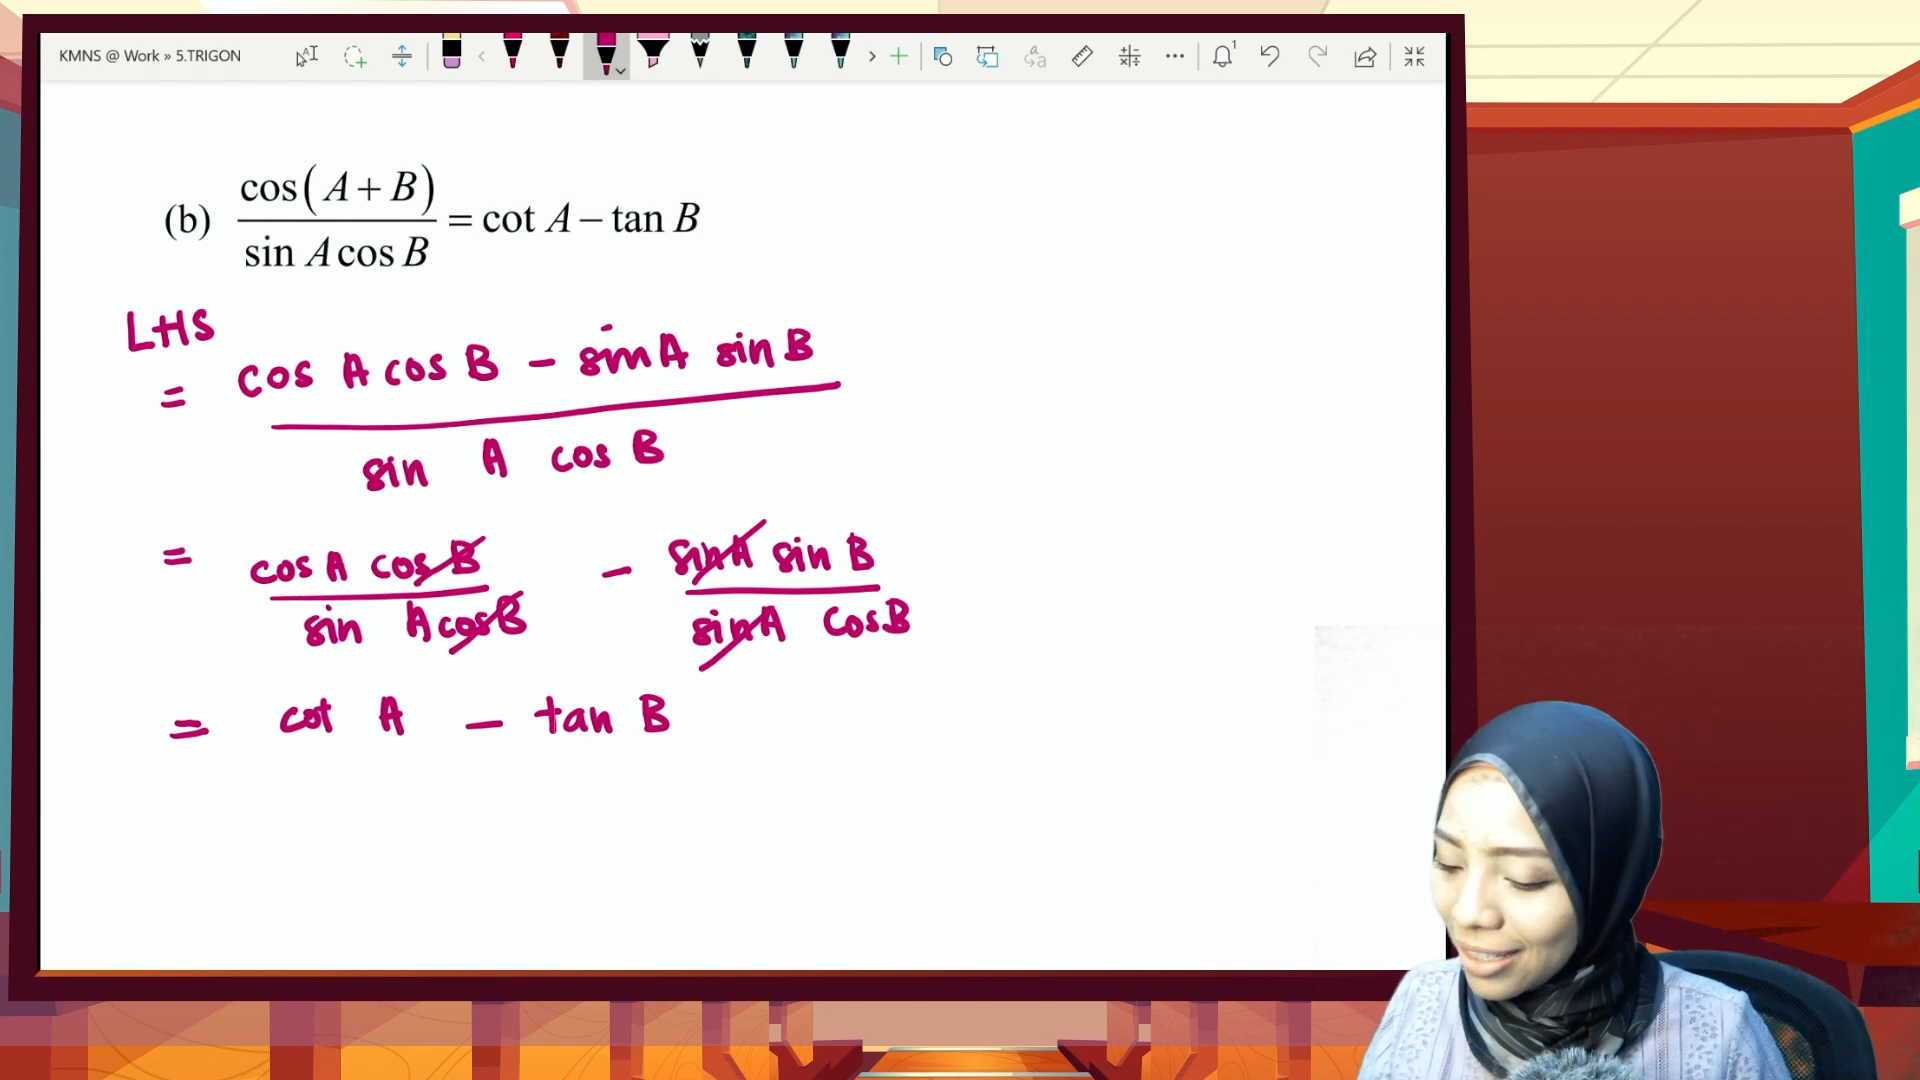 KMNS @ Work » 5.TRIGON
(b) cos(A+B) / sin A cos B = cot A − tan B
LHS
= cos A cos B − sin A sin B
sin A cos B
= cos A cos B / sin A cos B − sin A sin B / sin A cos B
= cot A − tan B